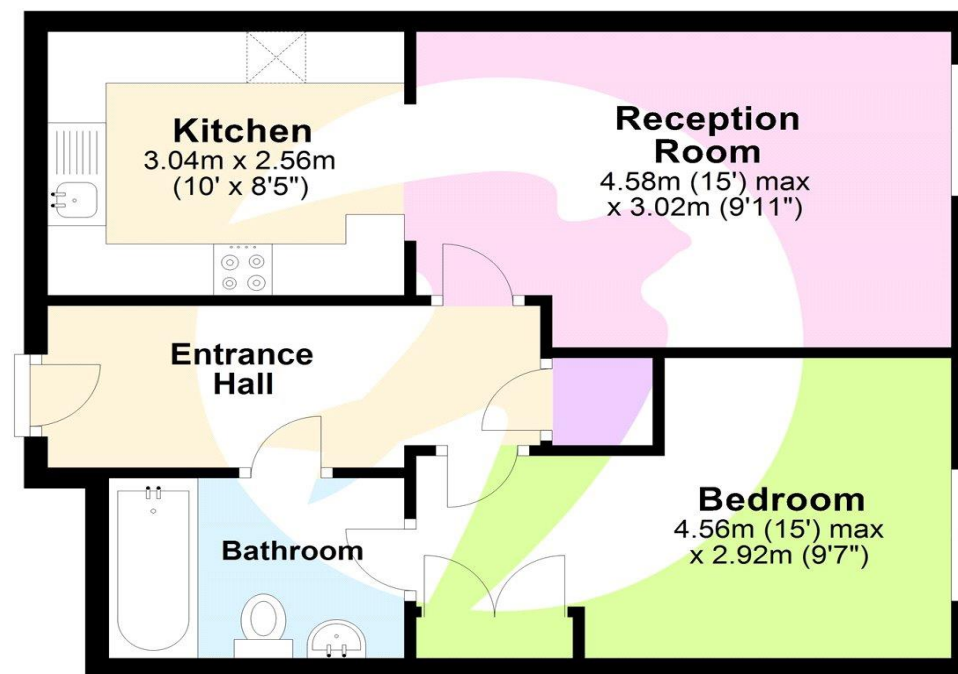 Kitchen
3.04m x 2.56m
(10' x 8'5")
Reception
Room
4.58m (15') max
x 3.02m (9'11")
Entrance
Hall
Bedroom
4.56m (15') max
x 2.92m (9'7")
Bathroom